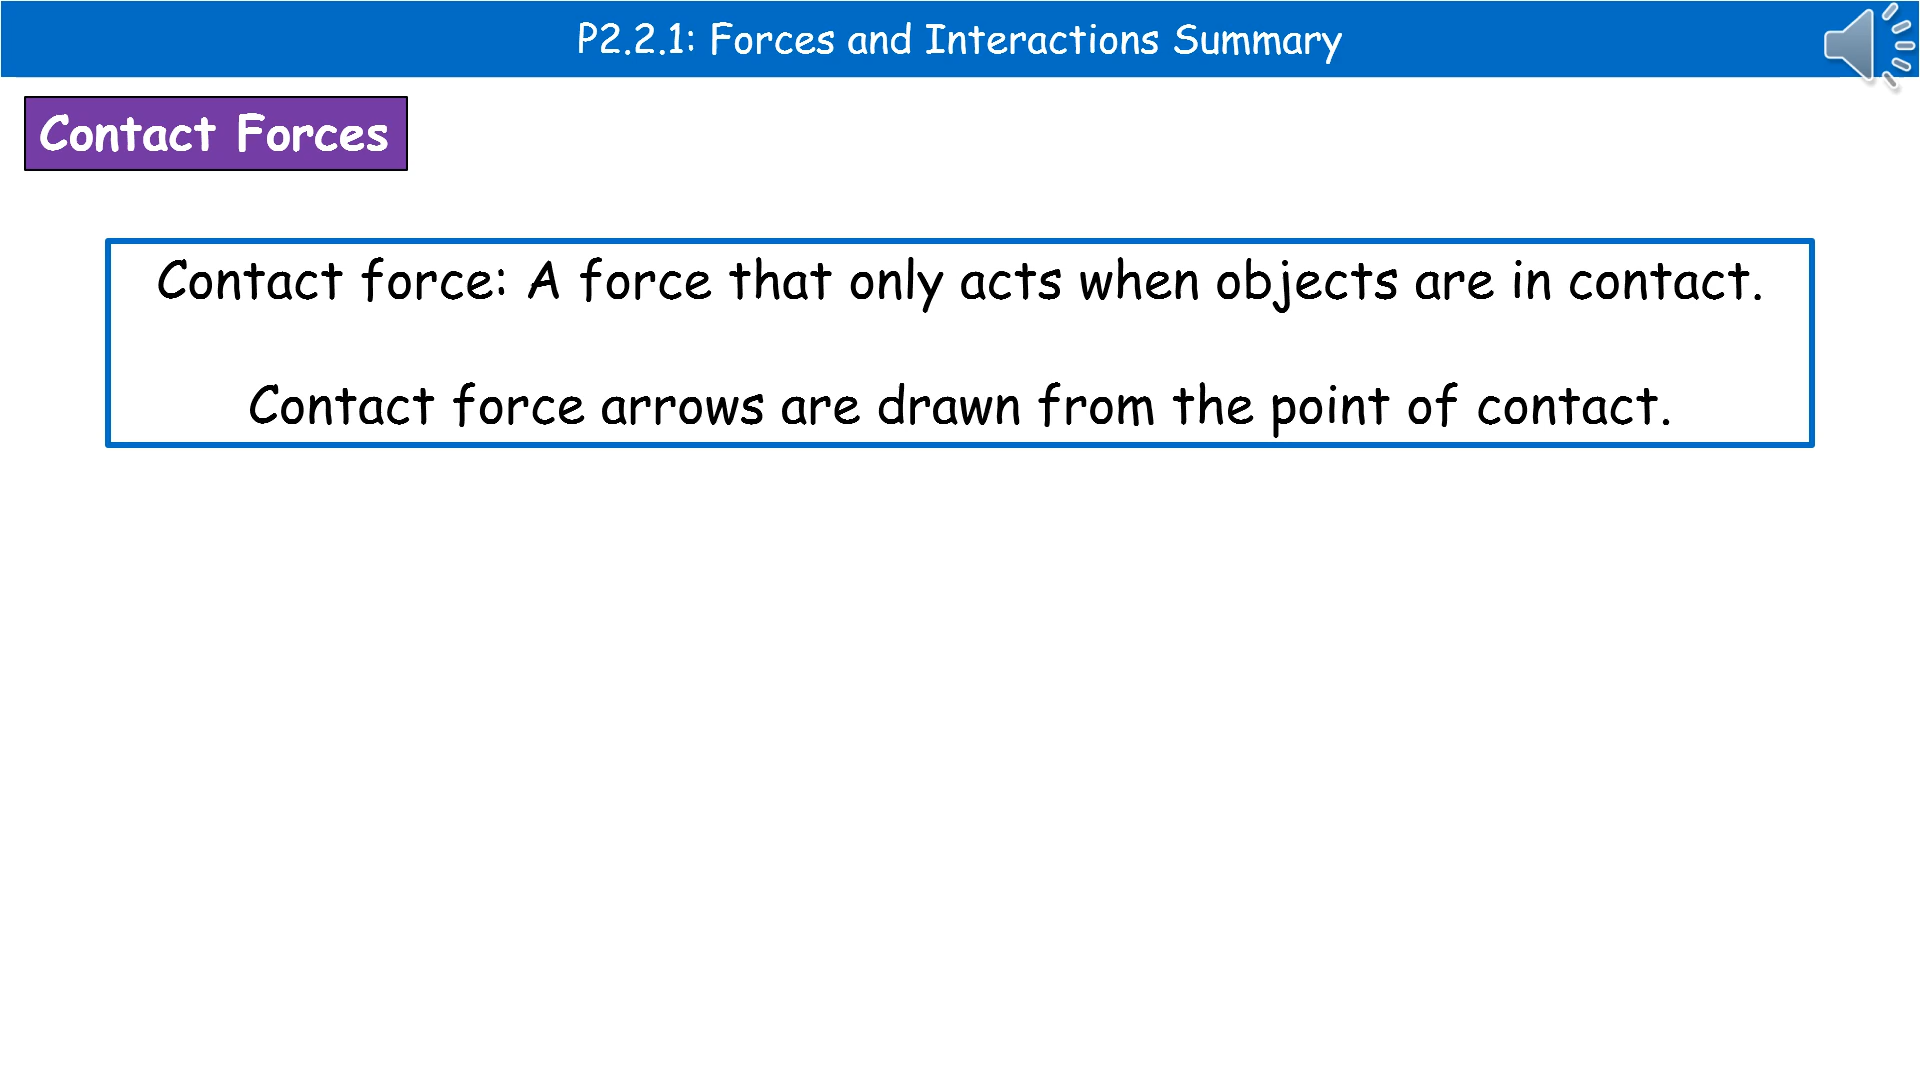 P2.2.1: Forces and Interactions Summary
Contact Forces
Contact force: A force that only acts when objects are in contact.
Contact force arrows are drawn from the point of contact.